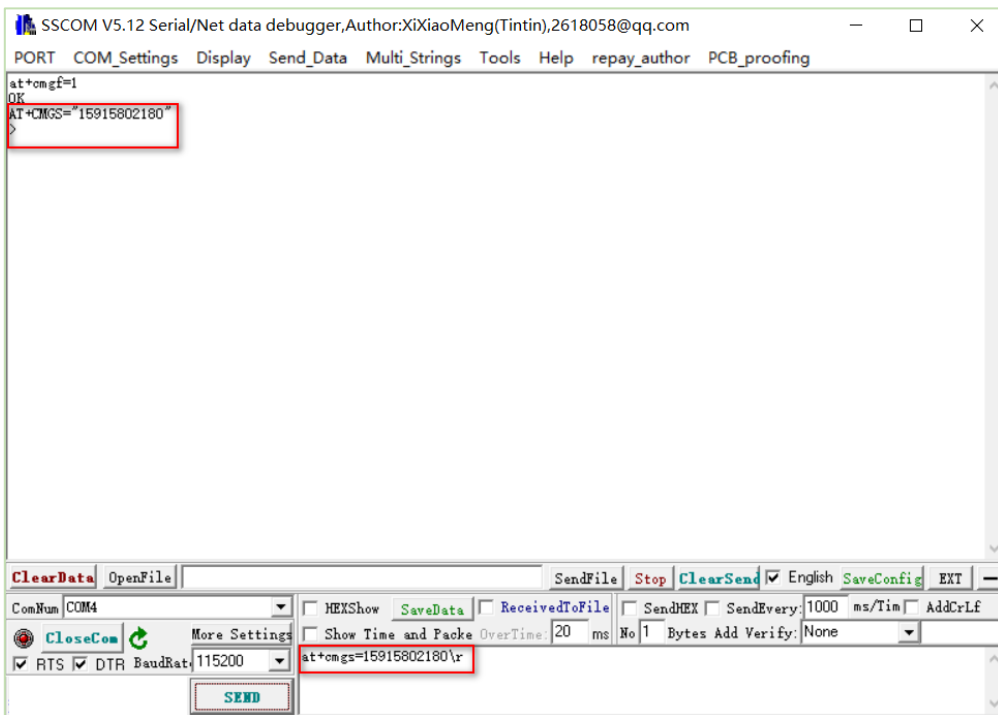 SSCOM V5.12 Serial/Net data debugger,Author:XiXiaoMeng(Tintin),2618058@qq.com
PORT COM_Settings Display Send_Data Multi_Strings Tools Help repay_author PCB_proofing
at+cmgf=1
OK
AT+CMGS="15915802180"
>
ClearData OpenFile SendFile Stop ClearSend English SaveConfig EXT
ComNum COM4 HEXShow SaveData ReceivedToFile SendHEX SendEvery: 1000 ms/Tim AddCrLf
CloseCom More Settings Show Time and Packe OverTime: 20 ms No 1 Bytes Add Verify: None
RTS DTR BaudRat 115200 at+cmgs=15915802180\r
SEND